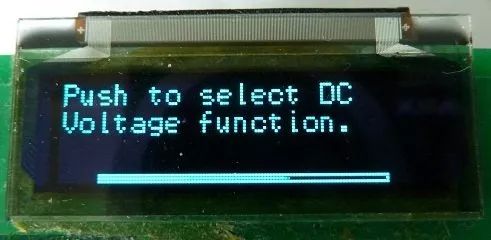 Push to select DC
Voltage function.